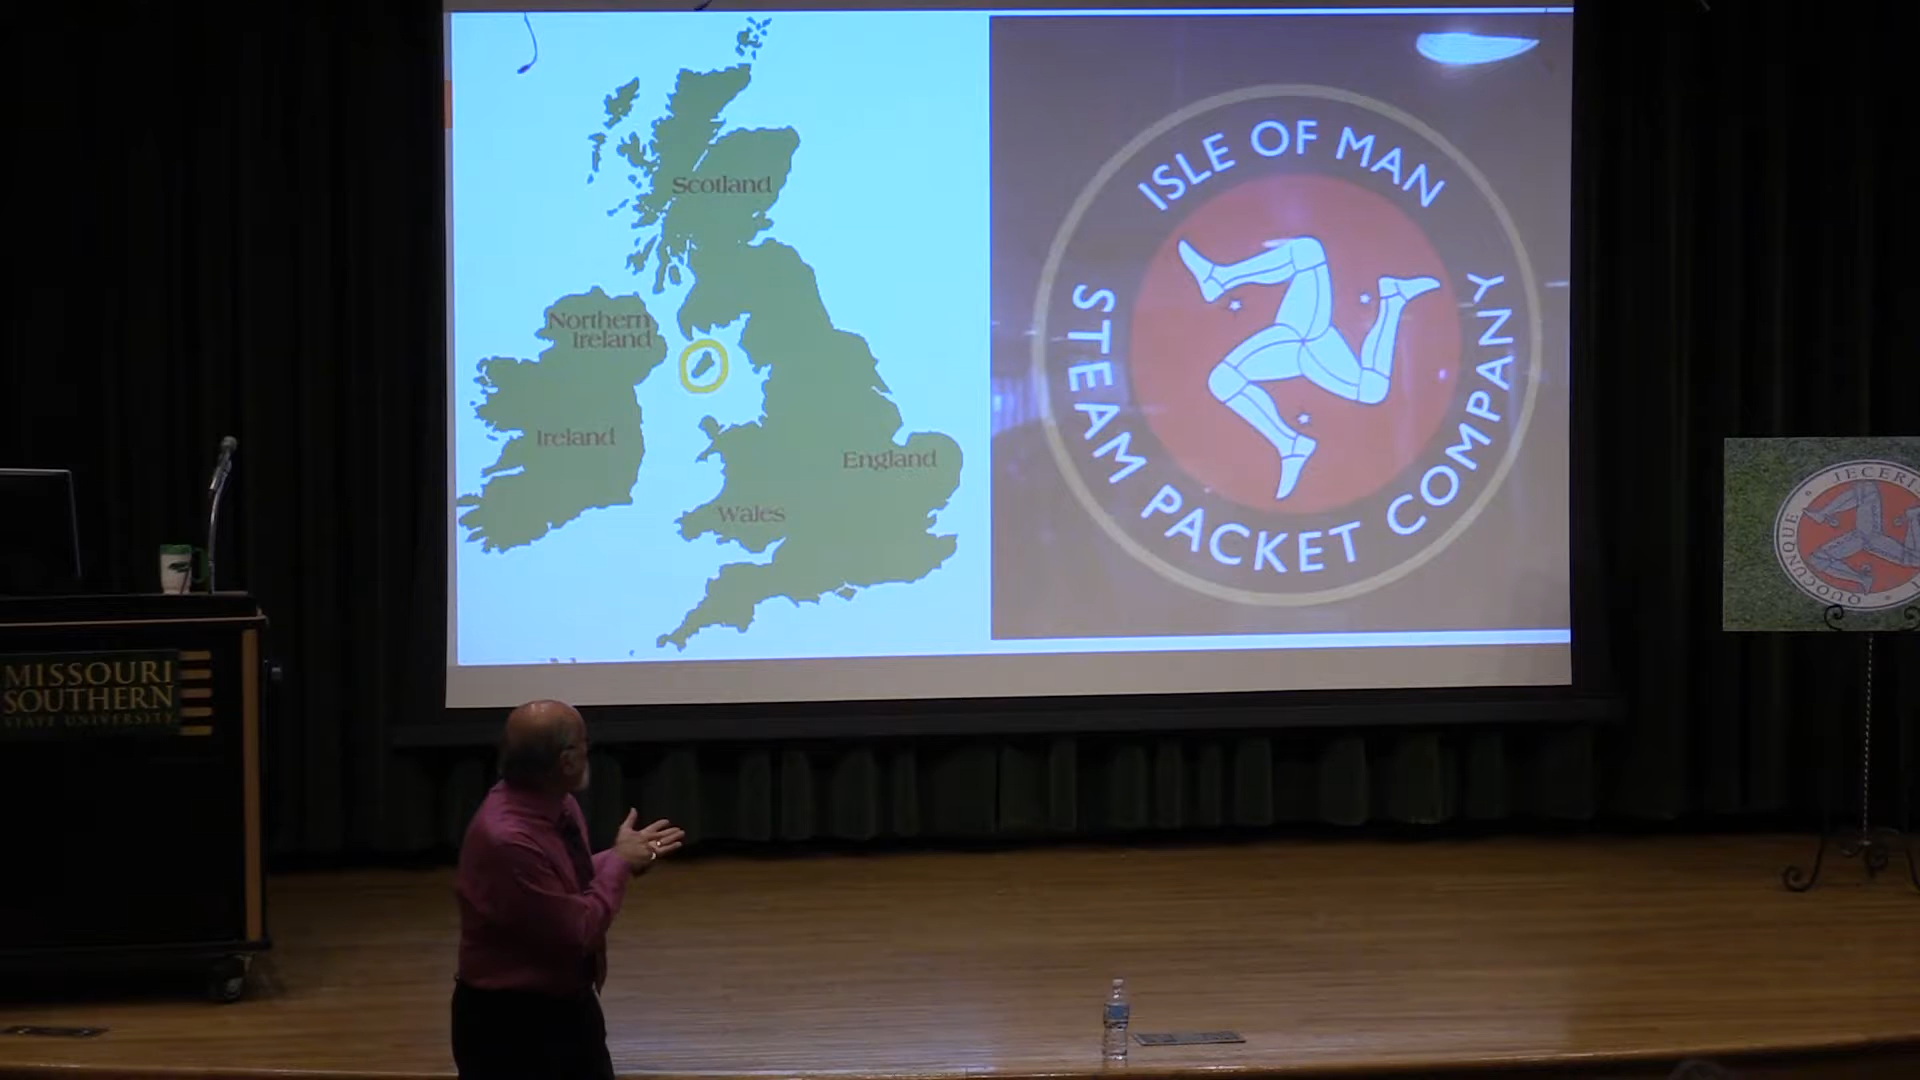 Scotland
Northern
Ireland
Ireland
England
Wales
ISLE OF MAN
STEAM PACKET COMPANY
MISSOURI
SOUTHERN
STATE UNIVERSITY
QUOCUNQUE